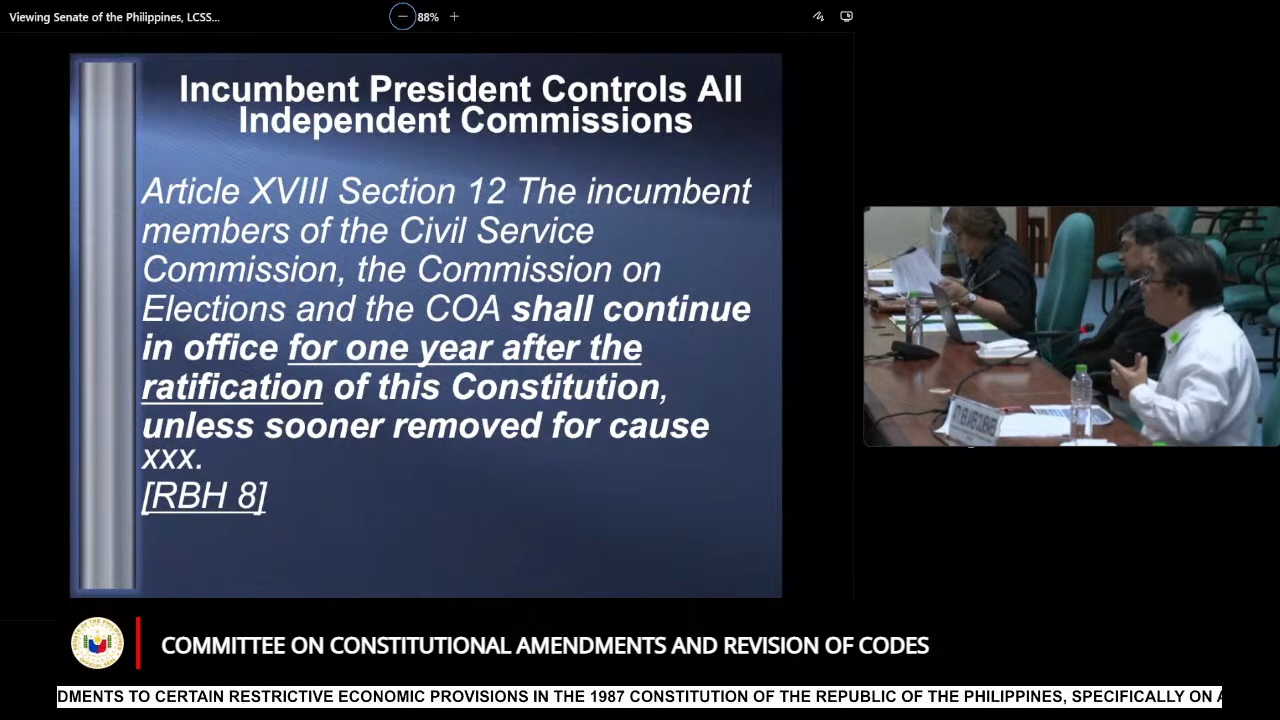 Viewing Senate of the Philippines, LCSS...
88%
Incumbent President Controls All
Independent Commissions
Article XVIII Section 12 The incumbent
members of the Civil Service
Commission, the Commission on
Elections and the COA shall continue
in office for one year after the
ratification of this Constitution,
unless sooner removed for cause
xxx.
[RBH 8]
COMMITTEE ON CONSTITUTIONAL AMENDMENTS AND REVISION OF CODES
DMENTS TO CERTAIN RESTRICTIVE ECONOMIC PROVISIONS IN THE 1987 CONSTITUTION OF THE REPUBLIC OF THE PHILIPPINES, SPECIFICALLY ON